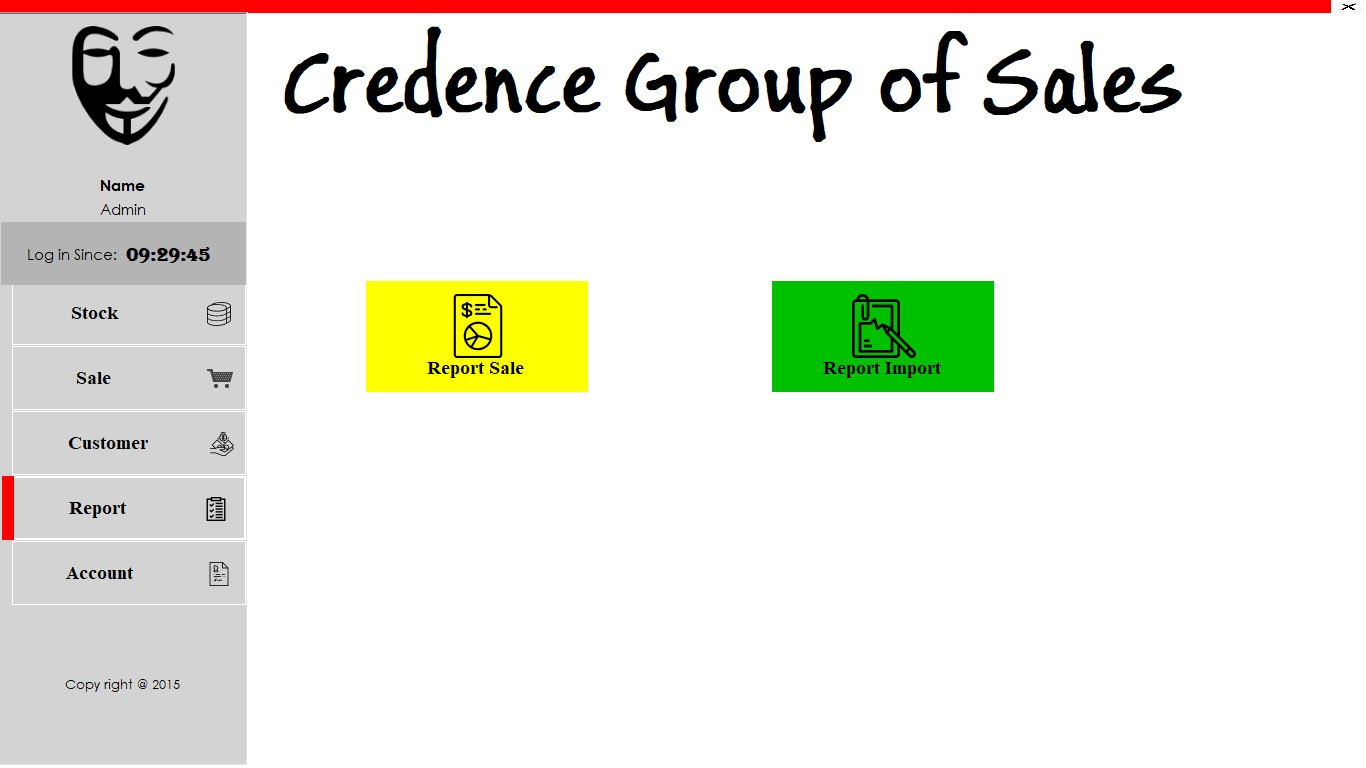 Credence Group of Sales
Name
Admin
Log in Since: 09:29:45
Stock
Sale
Customer
Report
Account
Copy right @ 2015
Report Sale
Report Import